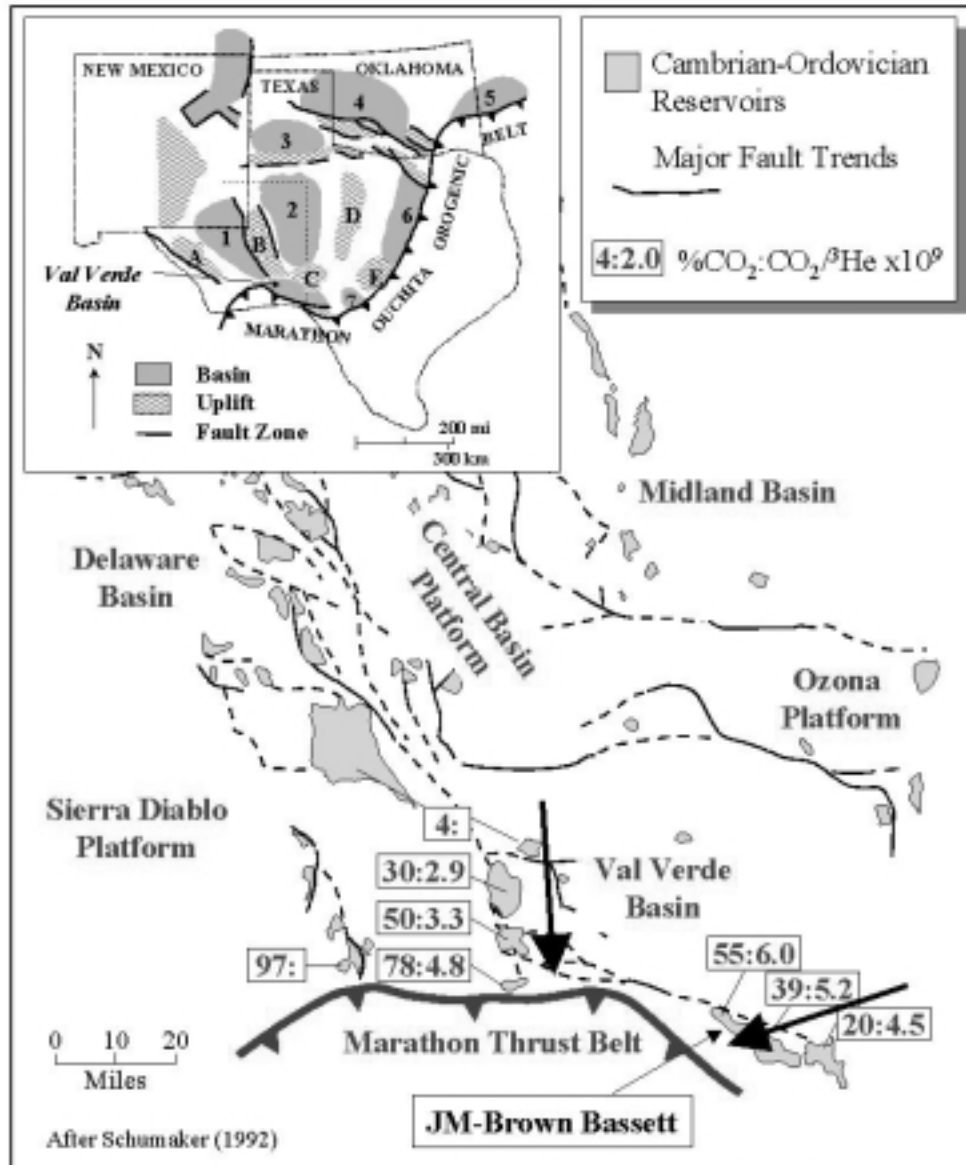 NEW MEXICO
TEXAS
OKLAHOMA
4
5
BELT
3
2
D
6
OROGENIC
1
B
A
C
E
Val Verde
Basin
7
OUCHITA
MARATHON
N
Basin
Uplift
Fault Zone
200 mi
300 km
Cambrian-Ordovician
Reservoirs
Major Fault Trends
4:2.0 %CO₂:CO₂/³He x10⁹
Midland Basin
Delaware
Basin
Central Basin
Platform
Ozona
Platform
Sierra Diablo
Platform
4:
30:2.9
Val Verde
Basin
50:3.3
97:
78:4.8
55:6.0
39:5.2
20:4.5
0 10 20
Miles
Marathon Thrust Belt
JM-Brown Bassett
After Schumaker (1992)